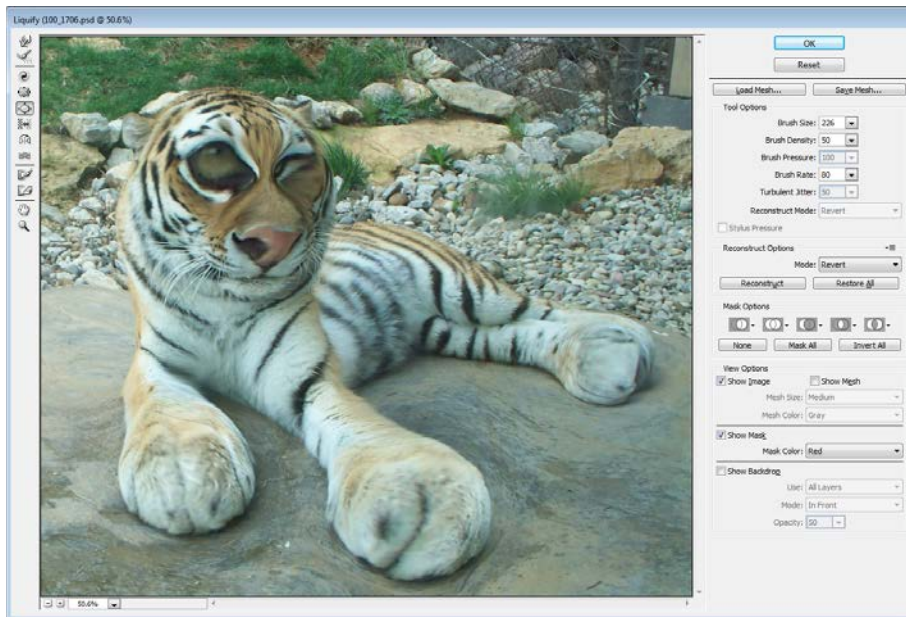 Liquify (100_1706.psd @ 50.6%)
OK
Reset
Load Mesh...
Save Mesh...
Tool Options
Brush Size: 226
Brush Density: 50
Brush Pressure: 100
Brush Rate: 80
Turbulent Jitter: 50
Reconstruct Mode: Revert
Stylus Pressure
Reconstruct Options
Mode: Revert
Reconstruct
Restore All
Mask Options
None
Mask All
Invert All
View Options
Show Image
Show Mesh
Mesh Size: Medium
Mesh Color: Gray
Show Mask
Mask Color: Red
Show Backdrop
Use: All Layers
Mode: In Front
Opacity: 50
50.6%